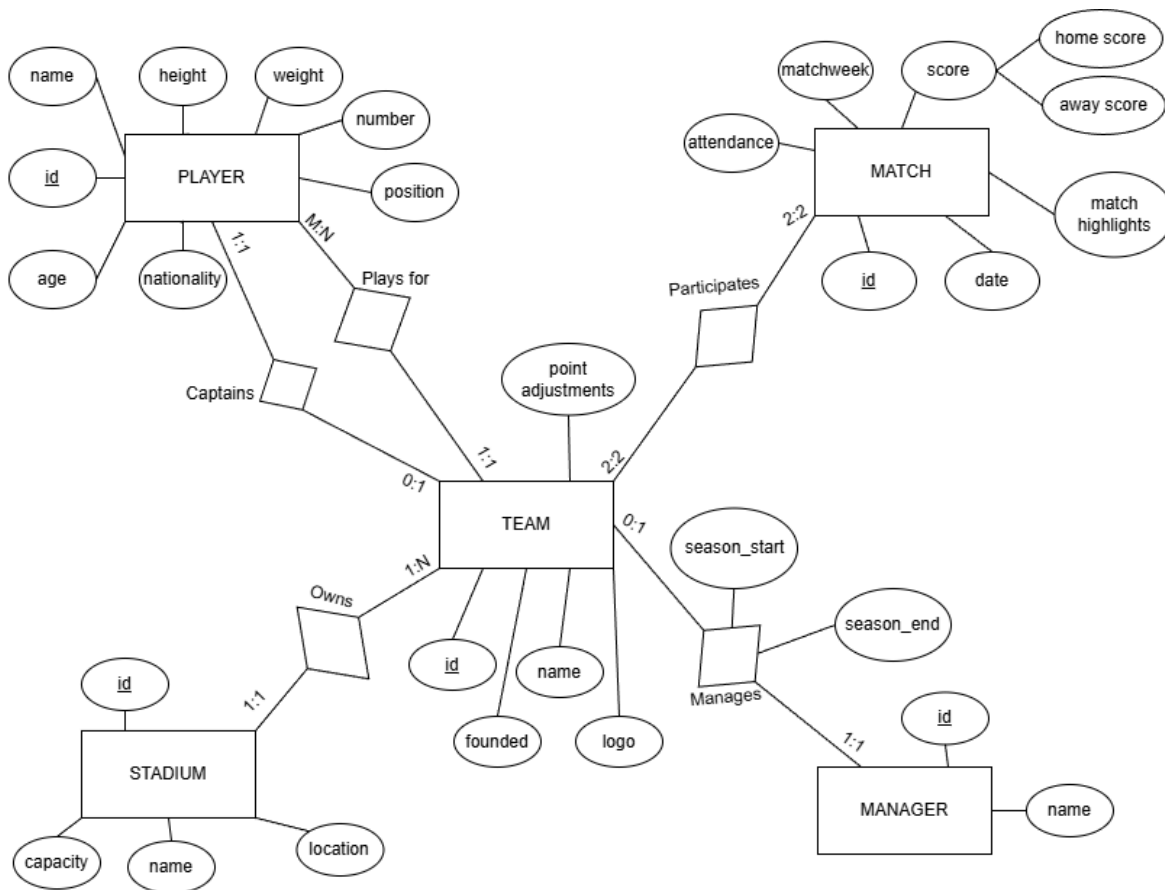 home score
name
height
weight
matchweek
score
away score
number
attendance
id
PLAYER
position
MATCH
match
highlights
1:1
M:N
2:2
age
nationality
Plays for
id
date
Participates
Captains
point
adjustments
0:1
1:1
2:2
TEAM
0:1
season_start
1:N
Owns
season_end
id
name
Manages
id
1:1
founded
logo
1:1
id
STADIUM
MANAGER
name
capacity
name
location